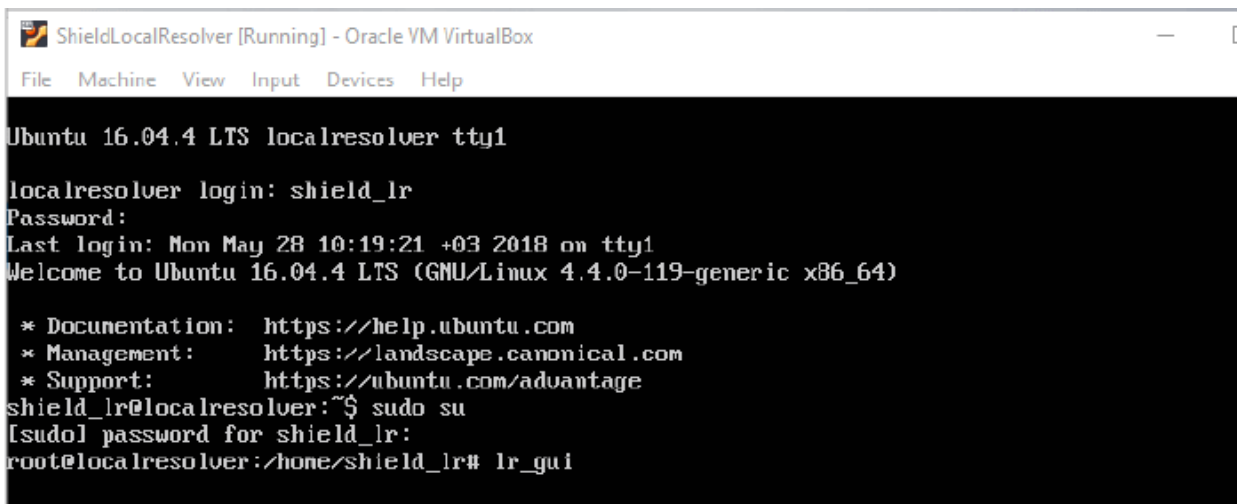 ShieldLocalResolver [Running] - Oracle VM VirtualBox
File Machine View Input Devices Help
Ubuntu 16.04.4 LTS localresolver tty1
localresolver login: shield_lr
Password:
Last login: Mon May 28 10:19:21 +03 2018 on tty1
Welcome to Ubuntu 16.04.4 LTS (GNU/Linux 4.4.0-119-generic x86_64)
* Documentation: https://help.ubuntu.com
* Management: https://landscape.canonical.com
* Support: https://ubuntu.com/advantage
shield_lr@localresolver:~$ sudo su
[sudo] password for shield_lr:
root@localresolver:/home/shield_lr# lr_gui